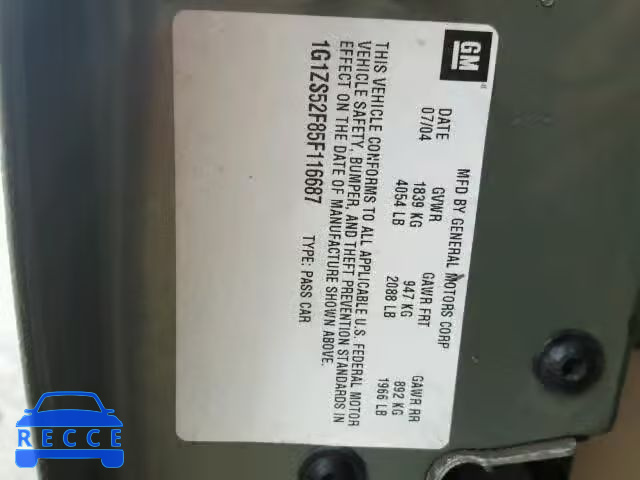 GM
MFD BY GENERAL MOTORS CORP
DATE GVWR GAWR FRT GAWR RR
07/04 1839 KG 947 KG 892 KG
4054 LB 2088 LB 1966 LB
THIS VEHICLE CONFORMS TO ALL APPLICABLE U.S. FEDERAL MOTOR
VEHICLE SAFETY, BUMPER, AND THEFT PREVENTION STANDARDS IN
EFFECT ON THE DATE OF MANUFACTURE SHOWN ABOVE.
1G1ZS52F85F116687 TYPE: PASS CAR
RECCE